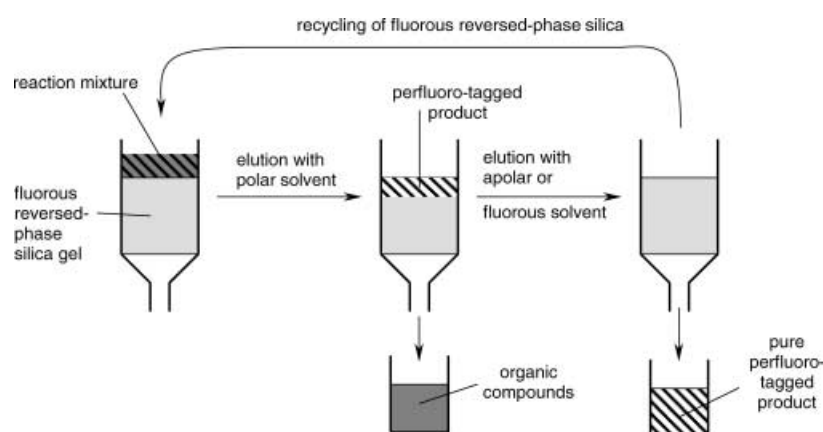 recycling of fluorous reversed-phase silica
reaction mixture
perfluoro-tagged
product
elution with
polar solvent
elution with
apolar or
fluorous solvent
fluorous
reversed-
phase
silica gel
organic
compounds
pure
perfluoro-
tagged
product